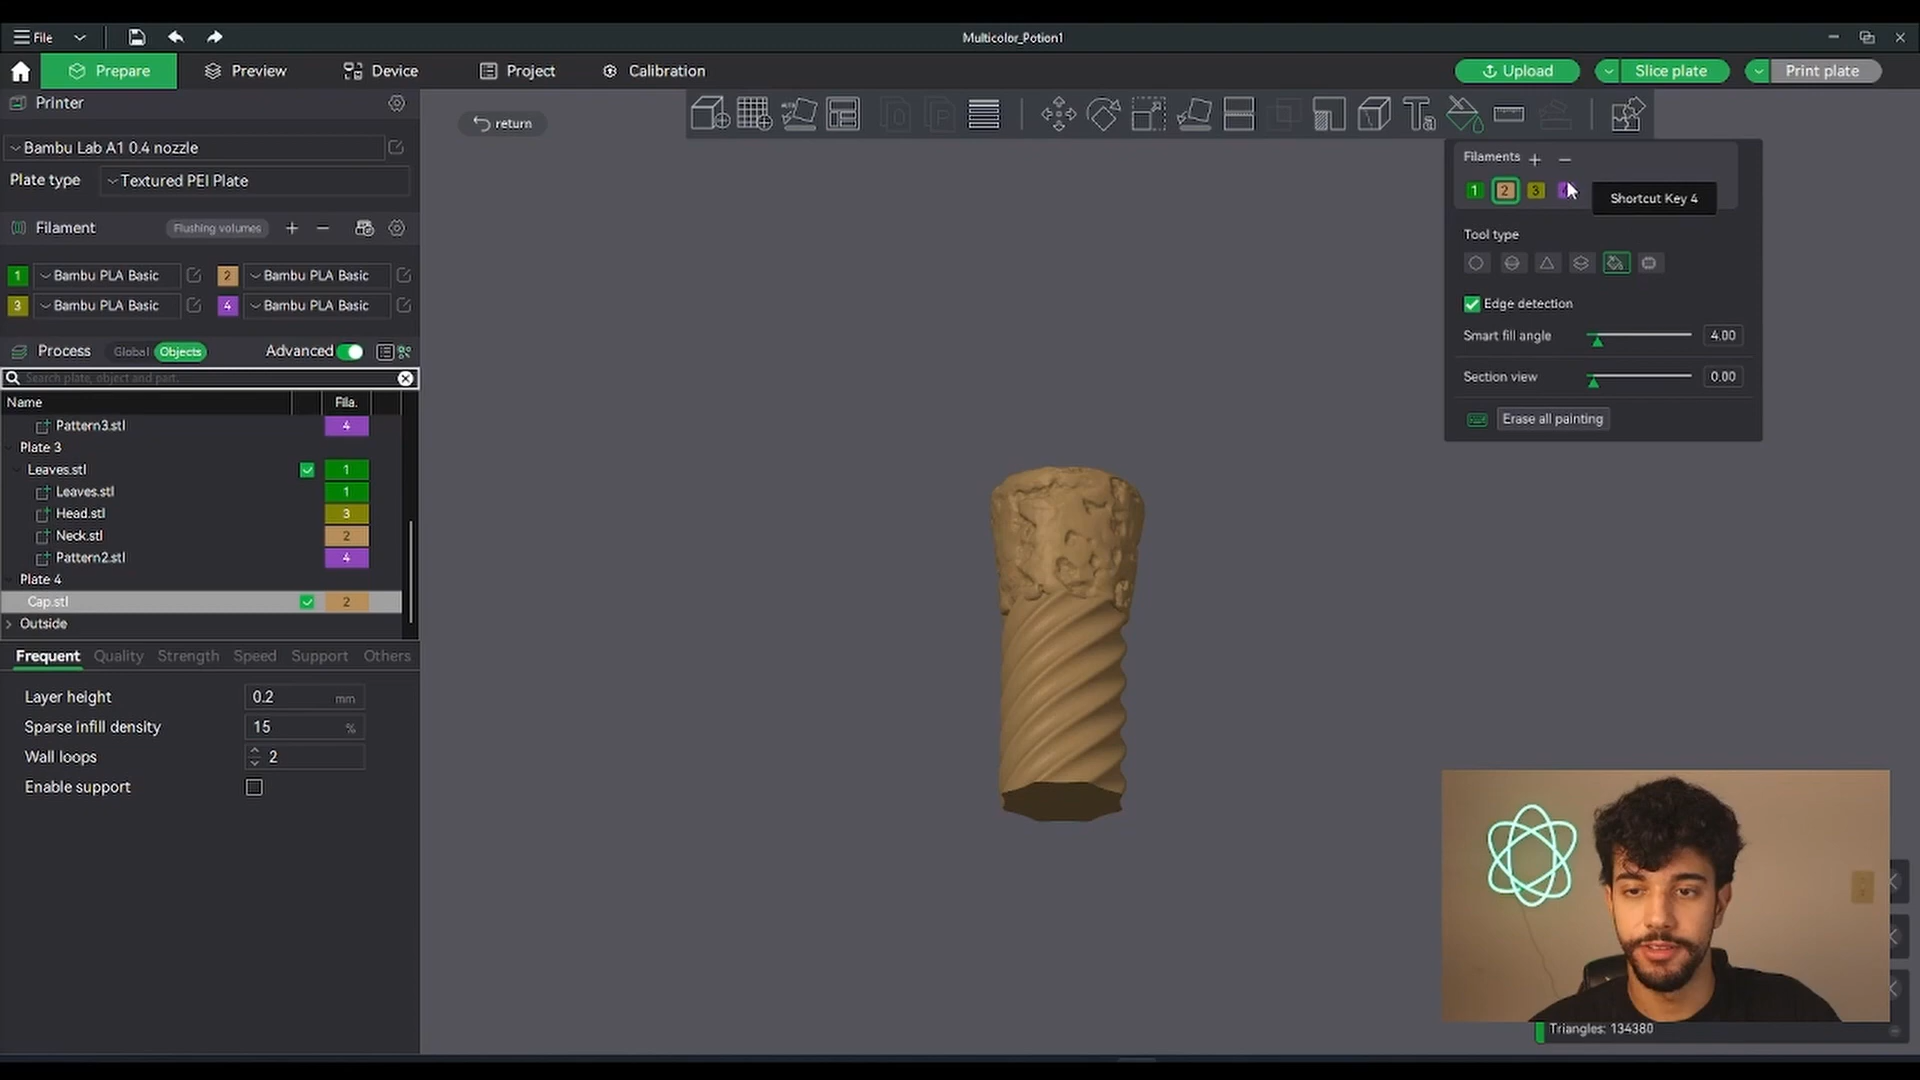 File
Multicolor_Potion1
Prepare
Preview
Device
Project
Calibration
Upload
Slice plate
Print plate
Printer
return
Bambu Lab A1 0.4 nozzle
Plate type
Textured PEI Plate
Filament
Flushing volumes
1 Bambu PLA Basic
2 Bambu PLA Basic
3 Bambu PLA Basic
4 Bambu PLA Basic
Process
Global
Objects
Advanced
Search plate, object and part.
Name
Fila.
Pattern3.stl 4
Plate 3
Leaves.stl 1
Leaves.stl 1
Head.stl 3
Neck.stl 2
Pattern2.stl 4
Plate 4
Cap.stl 2
Outside
Frequent
Quality
Strength
Speed
Support
Others
Layer height 0.2 mm
Sparse infill density 15 %
Wall loops 2
Enable support
Filaments
1 2 3
Shortcut Key 4
Tool type
Edge detection
Smart fill angle 4.00
Section view 0.00
Erase all painting
Triangles: 134380